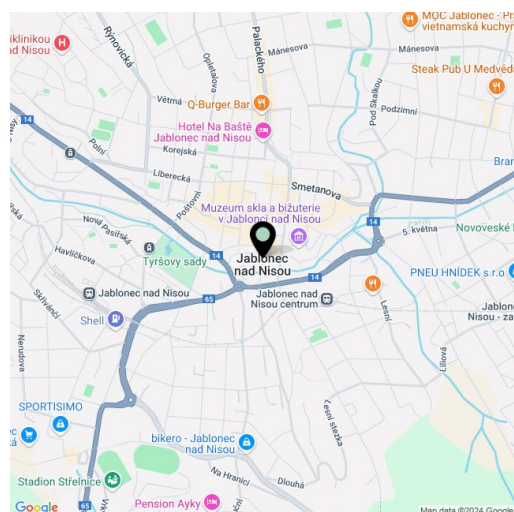 klinikou
ad Nisou
Rýnovická
Opletalova
Palackého
Mánesova
MOC Jablonec - Pra
vietnamská kuchyn
Mánesova
Steak Pub U Medvěd
Větrná
Q-Burger Bar
Pod Skalkou
Podzimní
Hotel Na Baště
Jablonec nad Nisou
14
Polní
Korejská
Liberecká
Smetanova
Bran
Poštovní
Muzeum skla a bižuterie
v Jablonci nad Nisou
14
5. května
Novoveské
Nová Pasířská
Havlíčkova
Tyršovy sady
Jablonec
nad Nisou
14
PNEU HNÍDEK s.r.o
Skřivánčí
Jablonec nad Nisou
65
Jablonec nad
Nisou centrum
Lesní
Jablonec
Nisou - za
Shell
Nerudova
Liliová
SPORTISIMO
Lesní stezka
bikero - Jablonec
nad Nisou
Na Hranici
Dlouhá
Stadion Střelnice
65
Pension Ayky
Google
Map data ©2024 Google